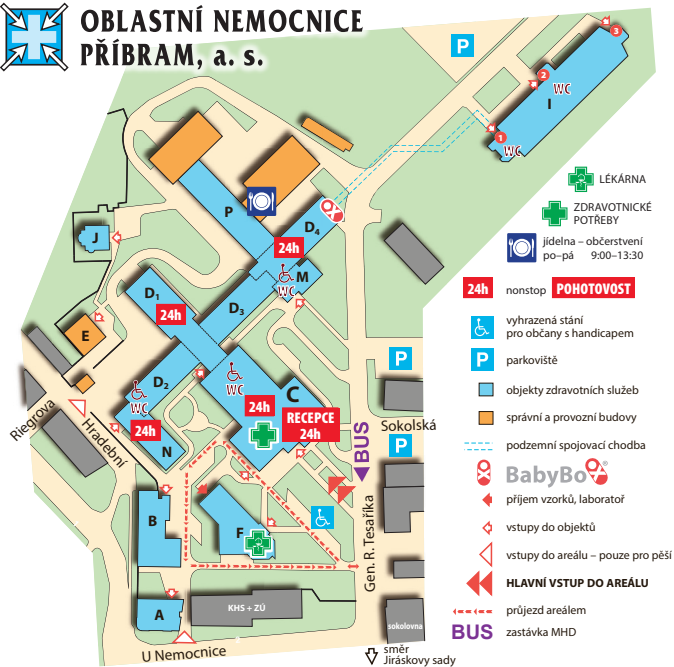 OBLASTNÍ NEMOCNICE
PŘÍBRAM, a. s.
P
3
2
WC
I
1
WC
LÉKÁRNA
ZDRAVOTNICKÉ
POTŘEBY
jídelna – občerstvení
po–pá 9:00–13:30
24h nonstop POHOTOVOST
vyhrazená stání
pro občany s handicapem
P parkoviště
objekty zdravotních služeb
správní a provozní budovy
podzemní spojovací chodba
BabyBo
příjem vzorků, laboratoř
vstupy do objektů
vstupy do areálu – pouze pro pěší
HLAVNÍ VSTUP DO AREÁLU
průjezd areálem
BUS zastávka MHD
P
D4
J
24h
M
WC
D1
24h
D3
E
P
D2
WC
WC
C
24h
RECEPCE
24h
24h
N
Riegrova
Hradební
BUS
Sokolská
P
B
F
Gen. R. Tesaříka
A
KHS + ZÚ
sokolovna
U Nemocnice
směr
Jiráskovy sady